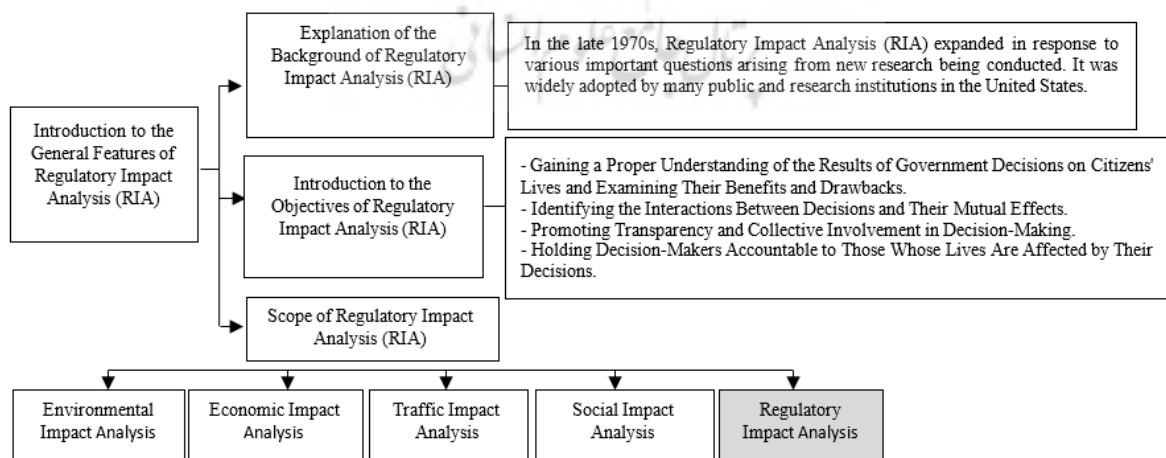 Explanation of the
Background of Regulatory
Impact Analysis (RIA)
In the late 1970s, Regulatory Impact Analysis (RIA) expanded in response to
various important questions arising from new research being conducted. It was
widely adopted by many public and research institutions in the United States.
Introduction to the
General Features of
Regulatory Impact
Analysis (RIA)
Introduction to the
Objectives of Regulatory
Impact Analysis (RIA)
- Gaining a Proper Understanding of the Results of Government Decisions on Citizens'
Lives and Examining Their Benefits and Drawbacks.
- Identifying the Interactions Between Decisions and Their Mutual Effects.
- Promoting Transparency and Collective Involvement in Decision-Making.
- Holding Decision-Makers Accountable to Those Whose Lives Are Affected by Their
Decisions.
Scope of Regulatory Impact
Analysis (RIA)
Environmental
Impact Analysis
Economic Impact
Analysis
Traffic Impact
Analysis
Social Impact
Analysis
Regulatory
Impact Analysis